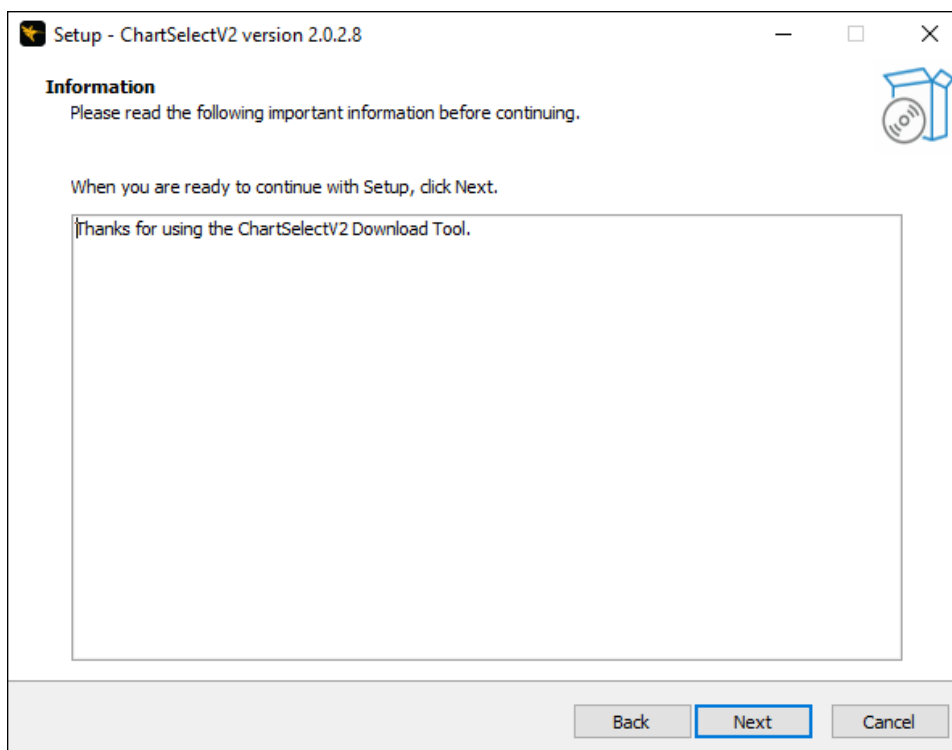 Setup - ChartSelectV2 version 2.0.2.8
Information
Please read the following important information before continuing.
When you are ready to continue with Setup, click Next.
Thanks for using the ChartSelectV2 Download Tool.
Back
Next
Cancel